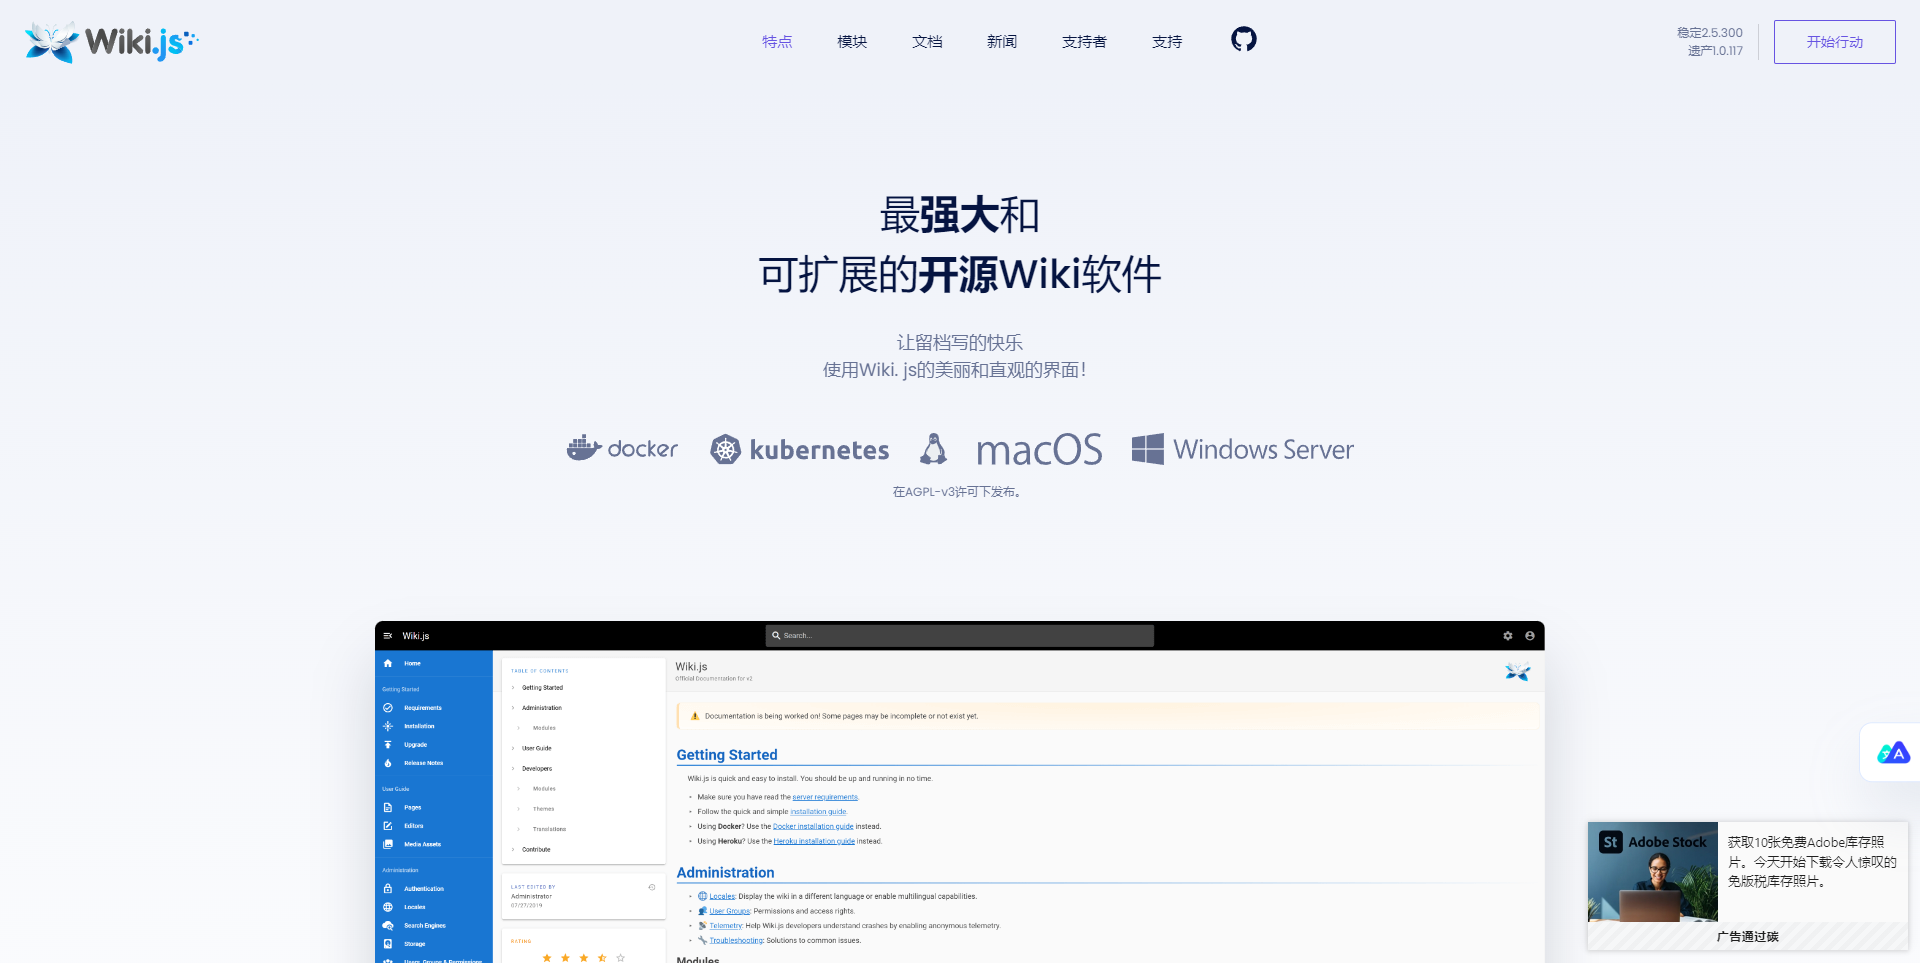 Wiki.js
特点 模块 文档 新闻 支持者 支持
稳定2.5.300
遗产1.0.117
开始行动
最强大和
可扩展的开源Wiki软件
让留档写的快乐
使用Wiki. js的美丽和直观的界面！
docker kubernetes macOS Windows Server
在AGPL-v3许可下发布。
Wiki.js
Search...
Home
Getting Started
Requirements
Installation
Upgrade
Release Notes
User Guide
Pages
Editors
Media Assets
Administration
Authentication
Locales
Search Engines
Storage
Users, Groups & Permissions
TABLE OF CONTENTS
Getting Started
Administration
Modules
User Guide
Developers
Modules
Themes
Translations
Contribute
LAST EDITED BY
Administrator
07/27/2019
RATING
Wiki.js
Official Documentation for v2
Documentation is being worked on! Some pages may be incomplete or not exist yet.
Getting Started
Wiki.js is quick and easy to install. You should be up and running in no time.
Make sure you have read the server requirements.
Follow the quick and simple installation guide.
Using Docker? Use the Docker installation guide instead.
Using Heroku? Use the Heroku installation guide instead.
Administration
Locales: Display the wiki in a different language or enable multilingual capabilities.
User Groups: Permissions and access rights.
Telemetry: Help Wiki.js developers understand crashes by enabling anonymous telemetry.
Troubleshooting: Solutions to common issues.
Modules
St Adobe Stock
获取10张免费Adobe库存照
片。今天开始下载令人惊叹的
免版税库存照片。
广告通过碳